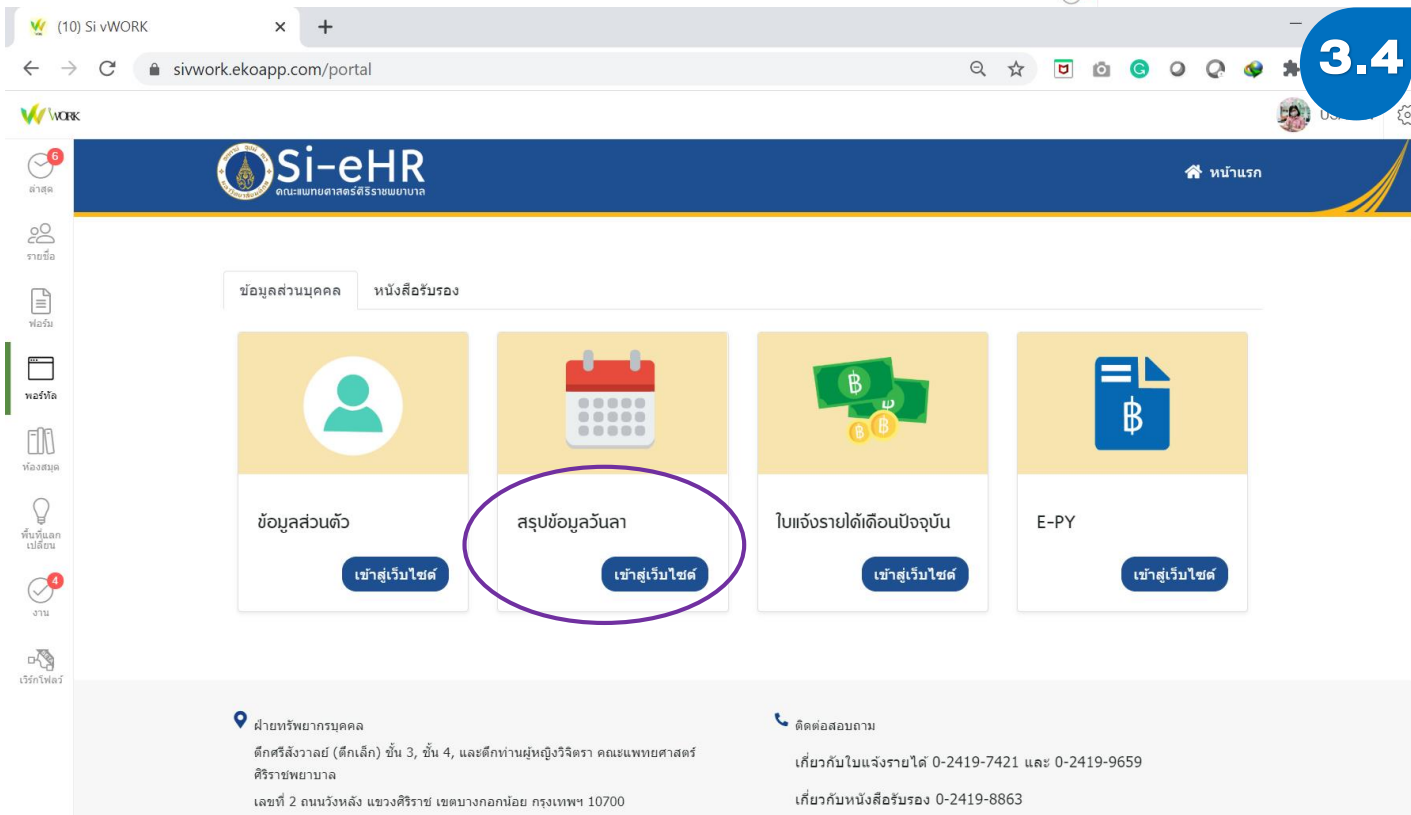 (10) Si vWORK
3.4
sivwork.ekoapp.com/portal
WORK
6
ล่าสุด
รายชื่อ
ฟอร์ม
พอร์ทัล
ห้องสมุด
พื้นที่แลก
เปลี่ยน
4
งาน
เวิร์กโฟลว์
Si-eHR
คณะแพทยศาสตร์ศิริราชพยาบาล
หน้าแรก
ข้อมูลส่วนบุคคล หนังสือรับรอง
ข้อมูลส่วนตัว
เข้าสู่เว็บไซต์
สรุปข้อมูลวันลา
เข้าสู่เว็บไซต์
ใบแจ้งรายได้เดือนปัจจุบัน
เข้าสู่เว็บไซต์
E-PY
เข้าสู่เว็บไซต์
ฝ่ายทรัพยากรบุคคล
ตึกศรีสังวาลย์ (ตึกเล็ก) ชั้น 3, ชั้น 4, และตึกท่านผู้หญิงวิจิตรา คณะแพทยศาสตร์
ศิริราชพยาบาล
เลขที่ 2 ถนนวังหลัง แขวงศิริราช เขตบางกอกน้อย กรุงเทพฯ 10700
ติดต่อสอบถาม
เกี่ยวกับใบแจ้งรายได้ 0-2419-7421 และ 0-2419-9659
เกี่ยวกับหนังสือรับรอง 0-2419-8863